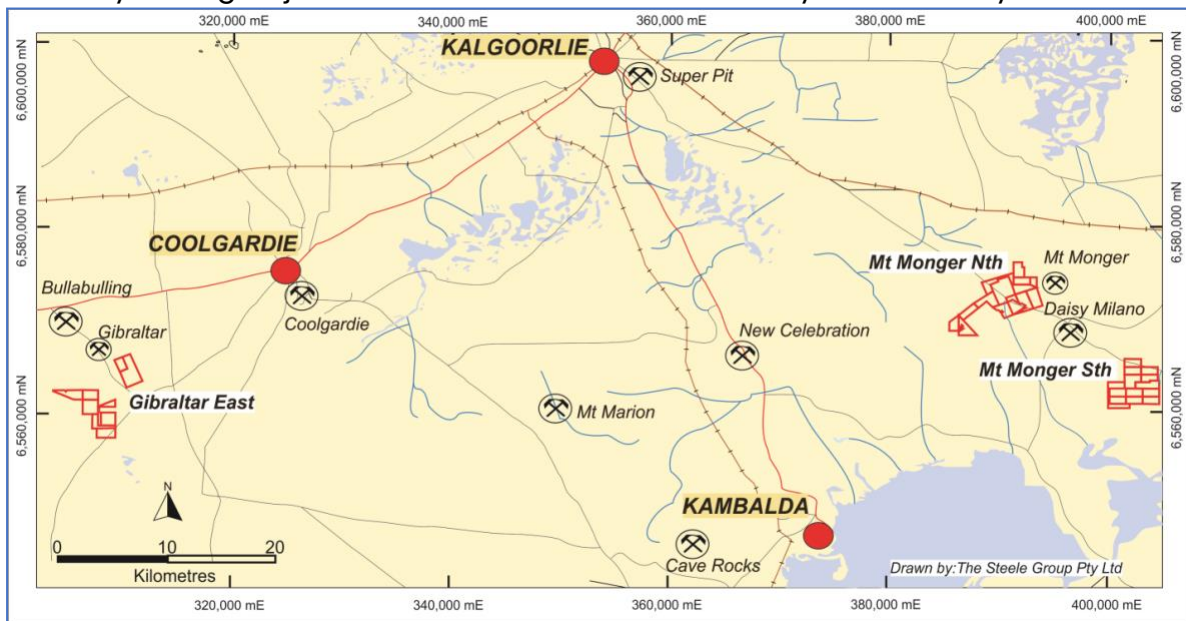 320,000 mE
340,000 mE
360,000 mE
380,000 mE
400,000 mE
KALGOORLIE
Super Pit
6,600,000 mN
6,600,000 mN
COOLGARDIE
6,580,000 mN
6,580,000 mN
Mt Monger Nth
Mt Monger
Bullabulling
Gibraltar
Coolgardie
New Celebration
Daisy Milano
Mt Monger Sth
Gibraltar East
Mt Marion
6,560,000 mN
6,560,000 mN
N
KAMBALDA
0 10 20
Kilometres
Cave Rocks
Drawn by:The Steele Group Pty Ltd
320,000 mE
340,000 mE
360,000 mE
380,000 mE
400,000 mE